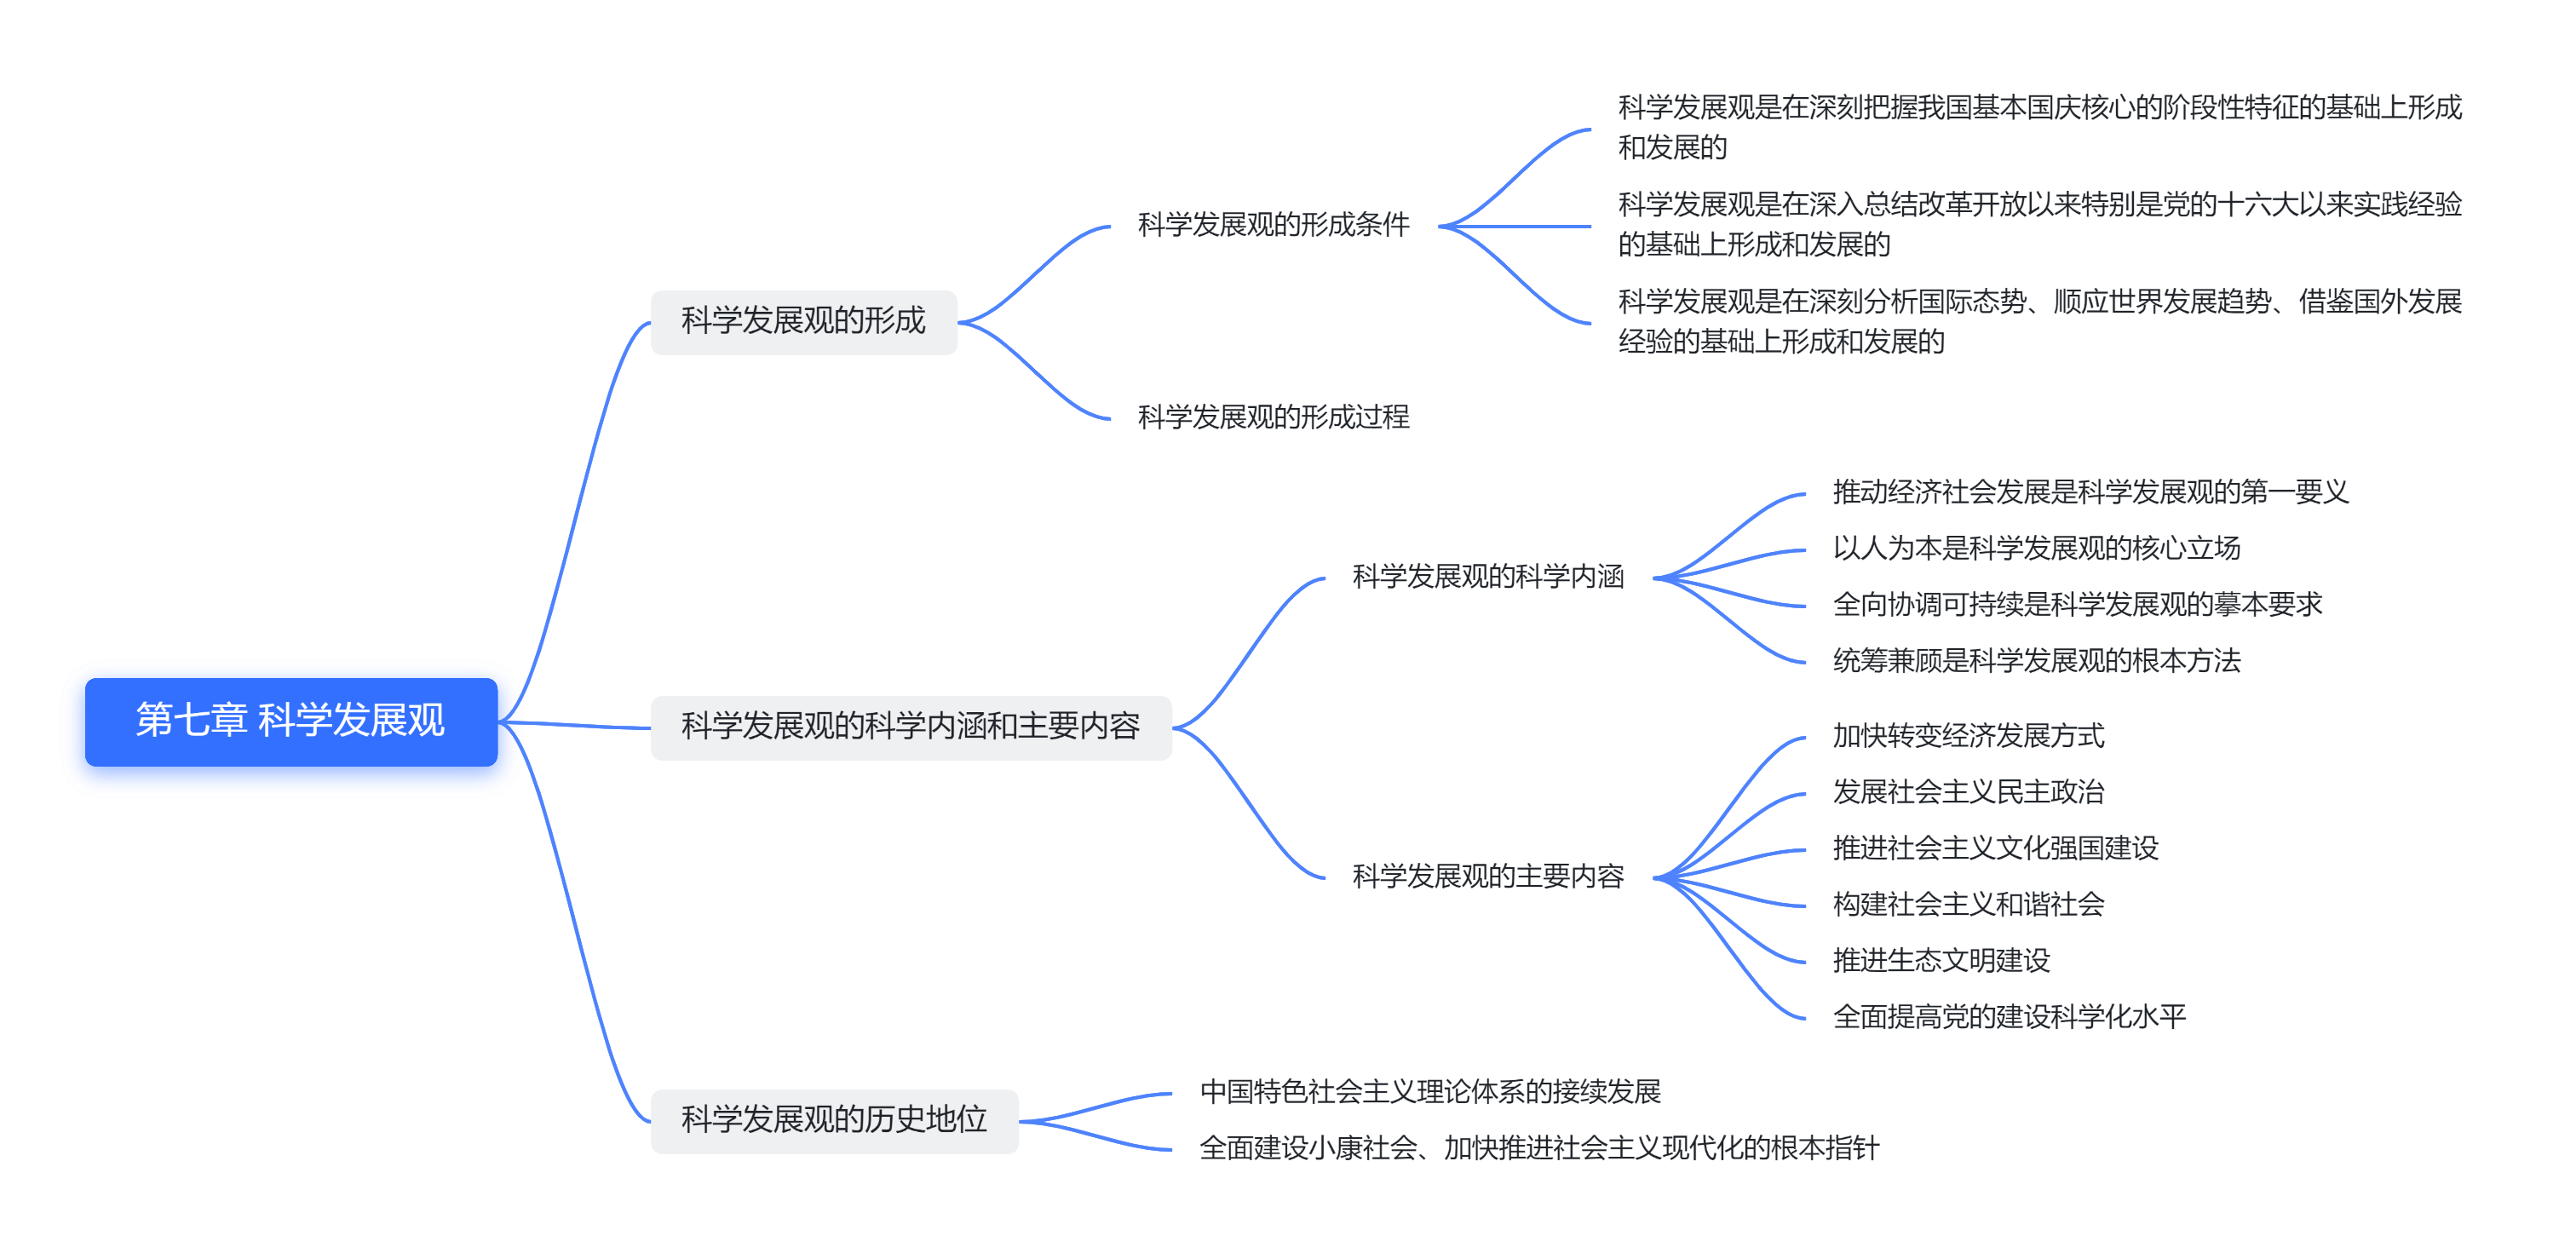 第七章 科学发展观
科学发展观的形成
科学发展观的形成条件
科学发展观是在深刻把握我国基本国庆核心的阶段性特征的基础上形成
和发展的
科学发展观是在深入总结改革开放以来特别是党的十六大以来实践经验
的基础上形成和发展的
科学发展观是在深刻分析国际态势、顺应世界发展趋势、借鉴国外发展
经验的基础上形成和发展的
科学发展观的形成过程
科学发展观的科学内涵和主要内容
科学发展观的科学内涵
推动经济社会发展是科学发展观的第一要义
以人为本是科学发展观的核心立场
全向协调可持续是科学发展观的摹本要求
统筹兼顾是科学发展观的根本方法
科学发展观的主要内容
加快转变经济发展方式
发展社会主义民主政治
推进社会主义文化强国建设
构建社会主义和谐社会
推进生态文明建设
全面提高党的建设科学化水平
科学发展观的历史地位
中国特色社会主义理论体系的接续发展
全面建设小康社会、加快推进社会主义现代化的根本指针